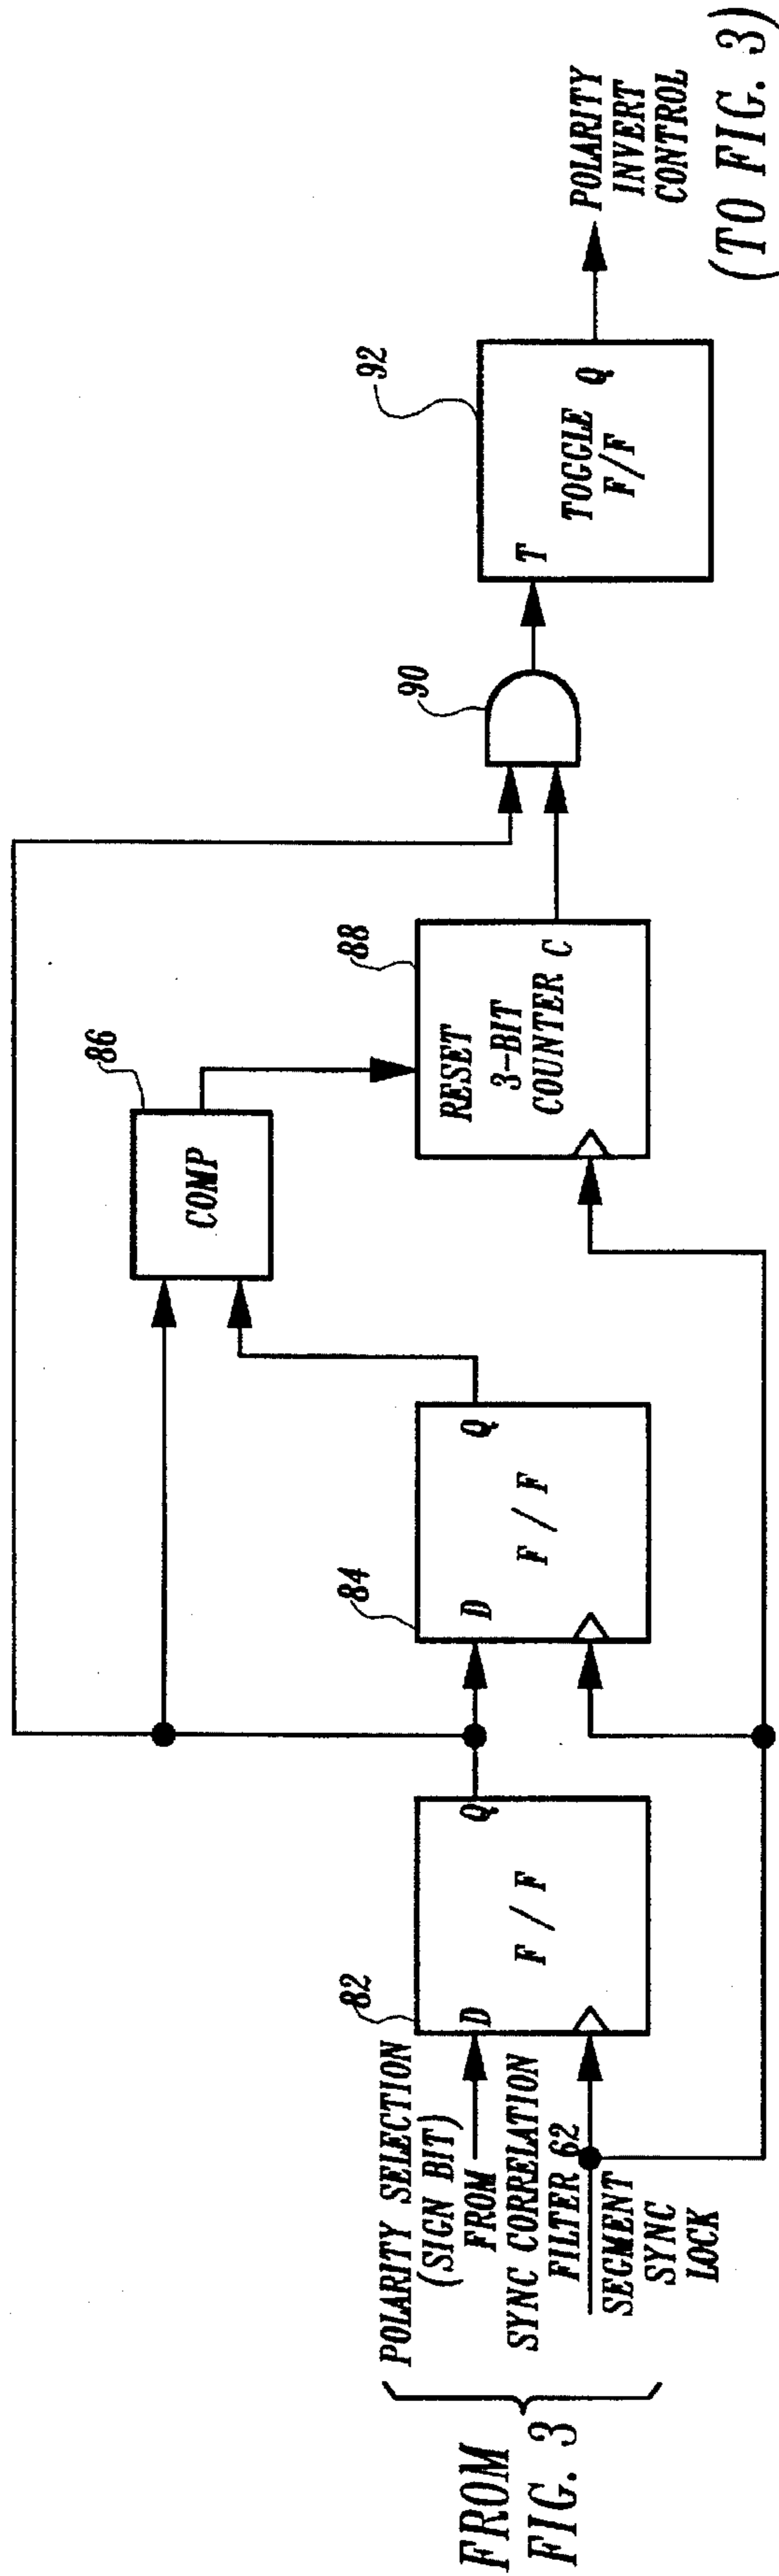 FROM
FIG. 3
POLARITY SELECTION
(SIGN BIT)
FROM
SYNC CORRELATION
FILTER 62
SEGMENT
SYNC
LOCK
82
D
Q
F / F
84
D
Q
F / F
86
COMP
88
RESET
3-BIT
COUNTER
C
90
92
T
TOGGLE
F/F
Q
POLARITY
INVERT
CONTROL
(TO FIG. 3)